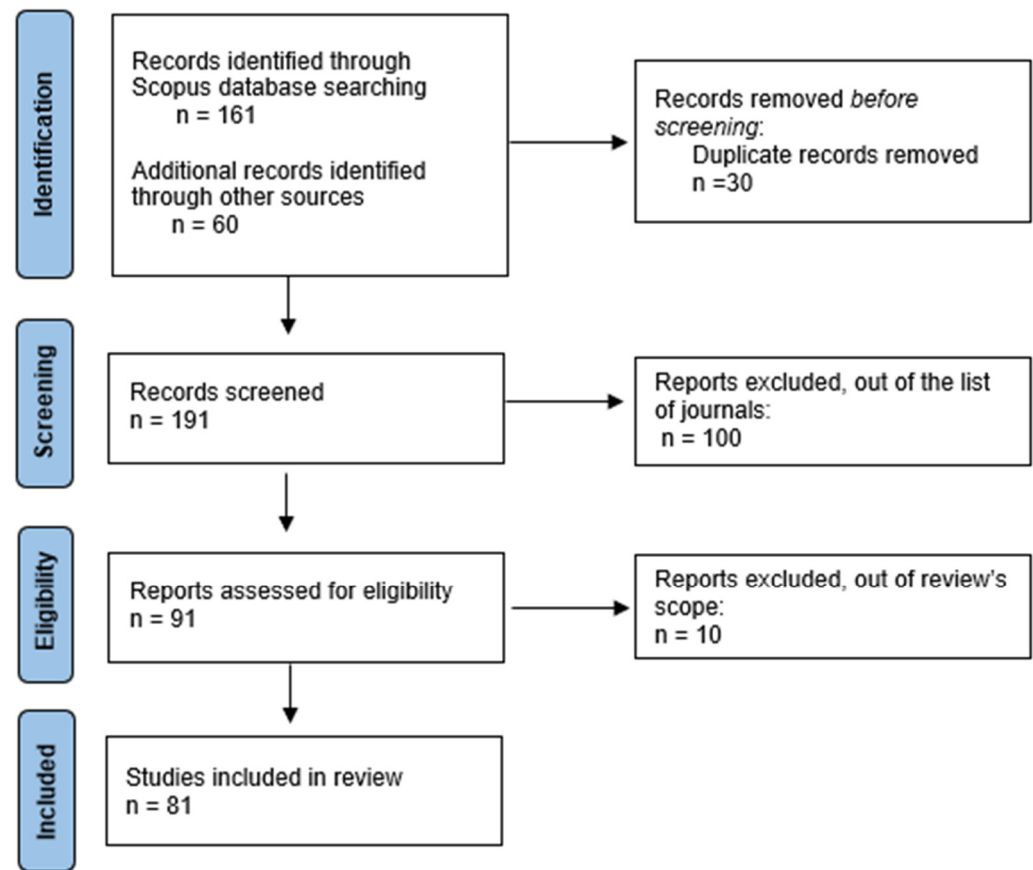 Identification
Records identified through
Scopus database searching
n = 161
Additional records identified
through other sources
n = 60
Records removed before
screening:
Duplicate records removed
n =30
Screening
Records screened
n = 191
Reports excluded, out of the list
of journals:
n = 100
Eligibility
Reports assessed for eligibility
n = 91
Reports excluded, out of review's
scope:
n = 10
Included
Studies included in review
n = 81